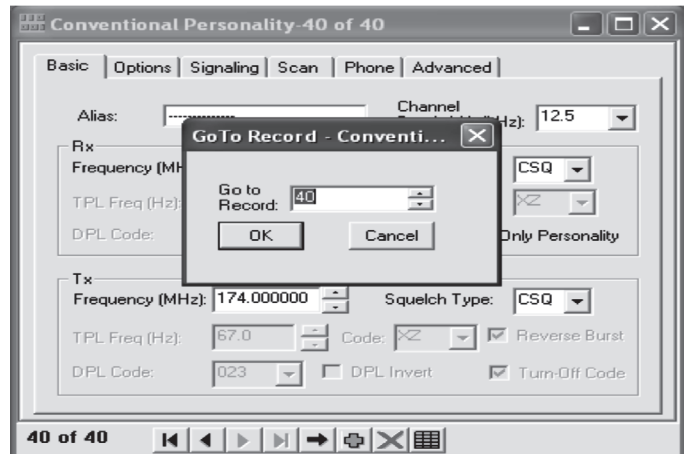 Conventional Personality-40 of 40
Basic Options Signaling Scan Phone Advanced
Alias: ------------- Channel
Hz): 12.5
GoTo Record - Conventi...
Rx
Frequency (MH CSQ
Go to
Record: 40
TPL Freq (Hz): XZ
DPL Code: OK Cancel Only Personality
Tx
Frequency (MHz): 174.000000 Squelch Type: CSQ
TPL Freq (Hz): 67.0 Code: XZ Reverse Burst
DPL Code: 023 DPL Invert Turn-Off Code
40 of 40